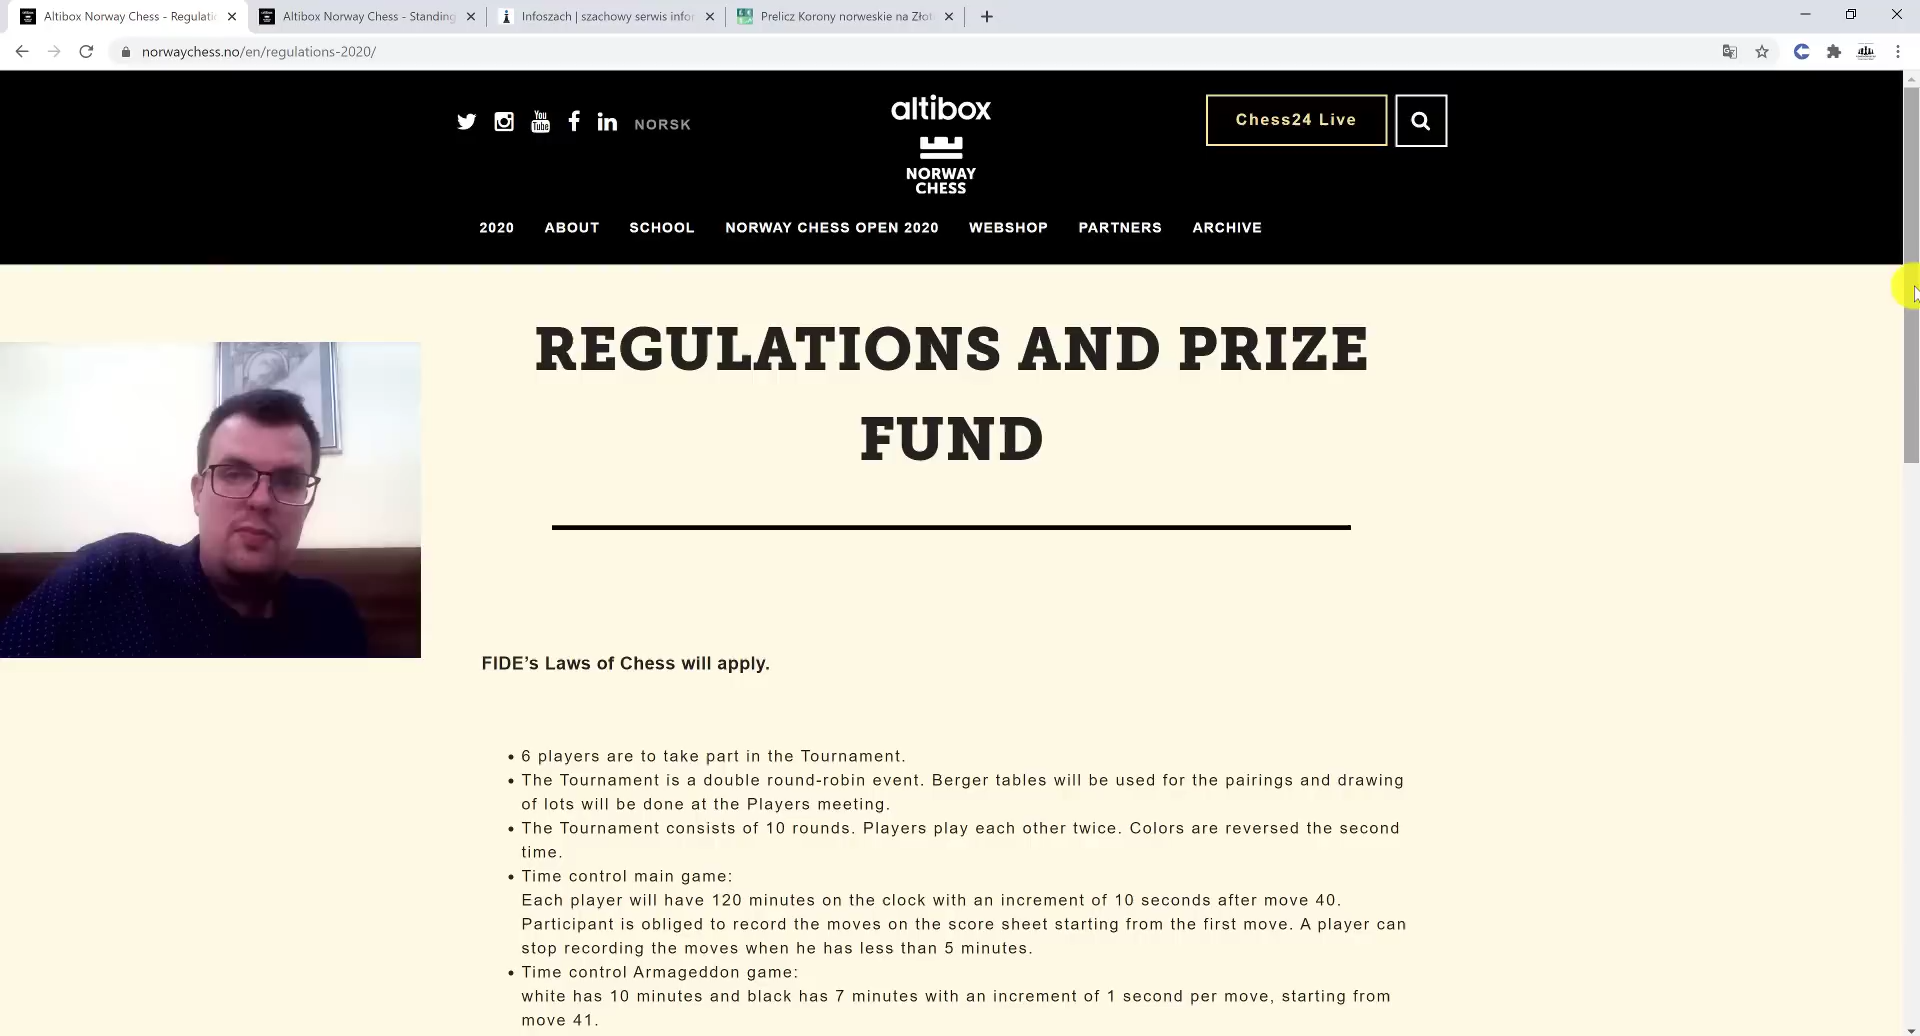 Altibox Norway Chess - Regulatio
Altibox Norway Chess - Standing
Infoszach | szachowy serwis infor
Prelicz Korony norweskie na Złot
norwaychess.no/en/regulations-2020/
You
Tube
NORSK
altibox
NORWAY
CHESS
Chess24 Live
2020 ABOUT SCHOOL NORWAY CHESS OPEN 2020 WEBSHOP PARTNERS ARCHIVE
REGULATIONS AND PRIZE
FUND
FIDE’s Laws of Chess will apply.
• 6 players are to take part in the Tournament.
• The Tournament is a double round-robin event. Berger tables will be used for the pairings and drawing
of lots will be done at the Players meeting.
• The Tournament consists of 10 rounds. Players play each other twice. Colors are reversed the second
time.
• Time control main game:
Each player will have 120 minutes on the clock with an increment of 10 seconds after move 40.
Participant is obliged to record the moves on the score sheet starting from the first move. A player can
stop recording the moves when he has less than 5 minutes.
• Time control Armageddon game:
white has 10 minutes and black has 7 minutes with an increment of 1 second per move, starting from
move 41.